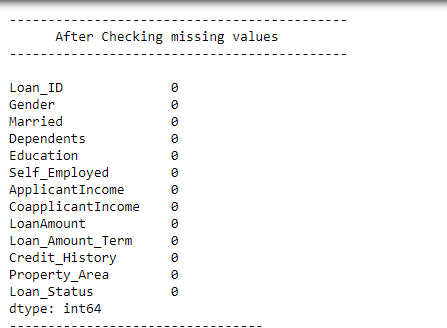 --------------------------------------------
After Checking missing values
--------------------------------------------
Loan_ID 0
Gender 0
Married 0
Dependents 0
Education 0
Self_Employed 0
ApplicantIncome 0
CoapplicantIncome 0
LoanAmount 0
Loan_Amount_Term 0
Credit_History 0
Property_Area 0
Loan_Status 0
dtype: int64
---------------------------------